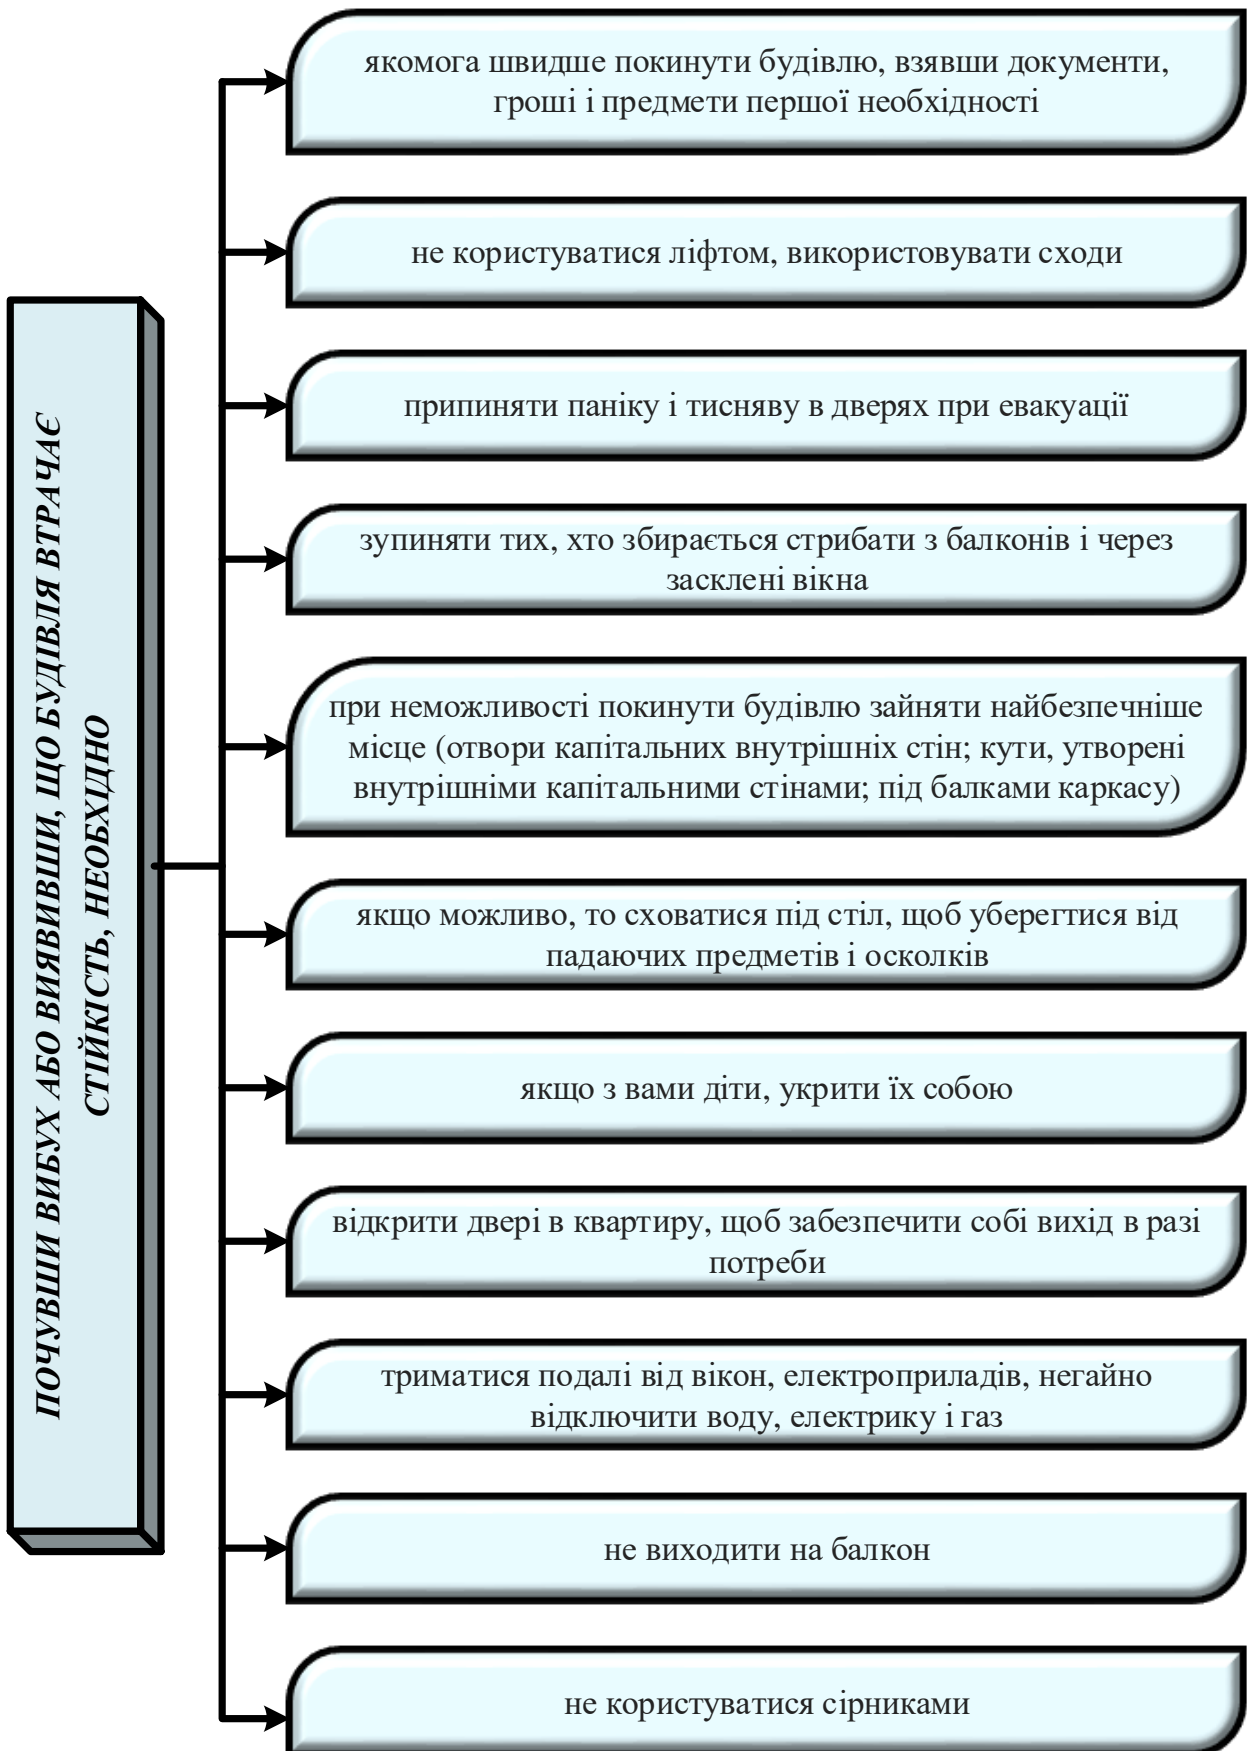 ПОЧУВШИ ВИБУХ АБО ВИЯВИВШИ, ЩО БУДІВЛЯ ВТРАЧАЄ
СТІЙКІСТЬ, НЕОБХІДНО
якомога швидше покинути будівлю, взявши документи,
гроші і предмети першої необхідності
не користуватися ліфтом, використовувати сходи
припиняти паніку і тисняву в дверях при евакуації
зупиняти тих, хто збирається стрибати з балконів і через
засклені вікна
при неможливості покинути будівлю зайняти найбезпечніше
місце (отвори капітальних внутрішніх стін; кути, утворені
внутрішніми капітальними стінами; під балками каркасу)
якщо можливо, то сховатися під стіл, щоб уберегтися від
падаючих предметів і осколків
якщо з вами діти, укрити їх собою
відкрити двері в квартиру, щоб забезпечити собі вихід в разі
потреби
триматися подалі від вікон, електроприладів, негайно
відключити воду, електрику і газ
не виходити на балкон
не користуватися сірниками